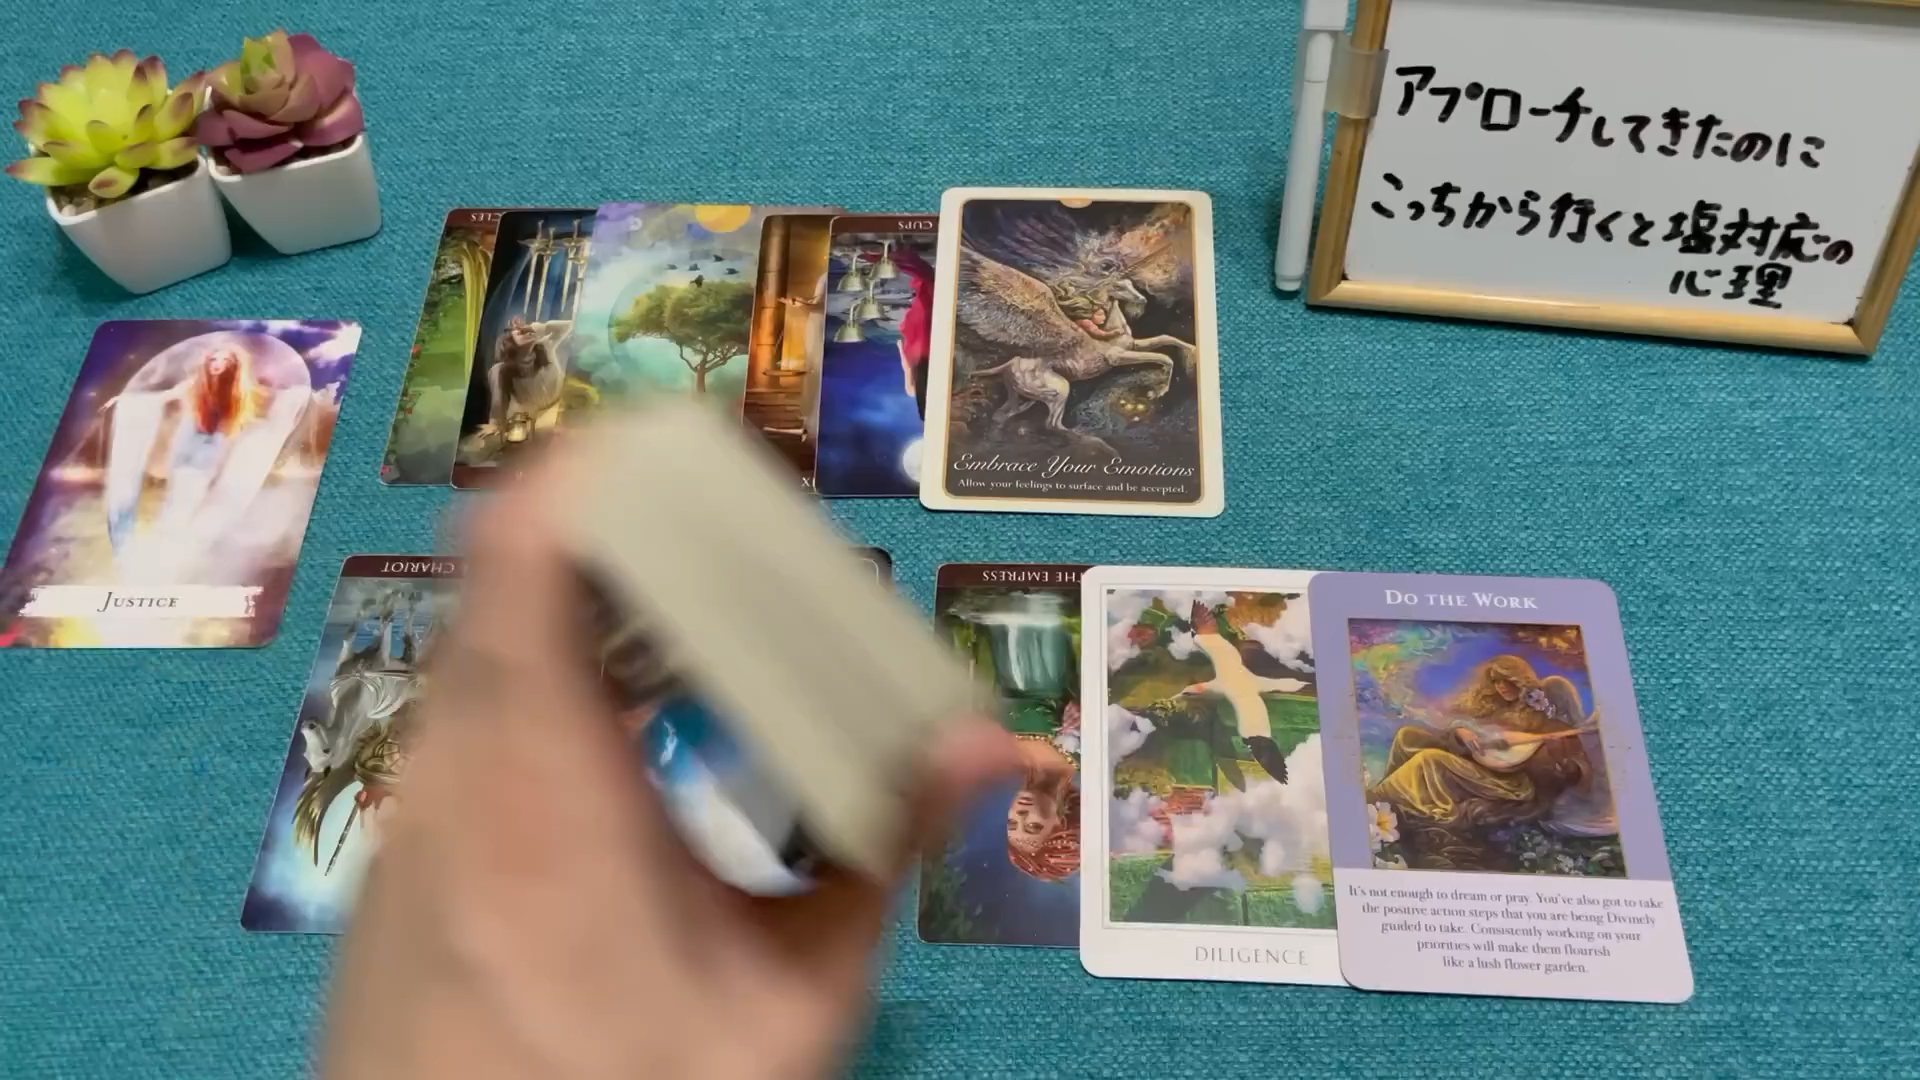 アプローチしてきたのに
こっちから行くと塩対応の
心理
CLES
CUPS
Embrace Your Emotions
Allow your feelings to surface and be accepted.
JUSTICE
CHARIOT
THE EMPRESS
DILIGENCE
DO THE WORK
It's not enough to dream or pray. You've also got to take
the positive action steps that you are being Divinely
guided to take. Consistently working on your
priorities will make them flourish
like a lush flower garden.